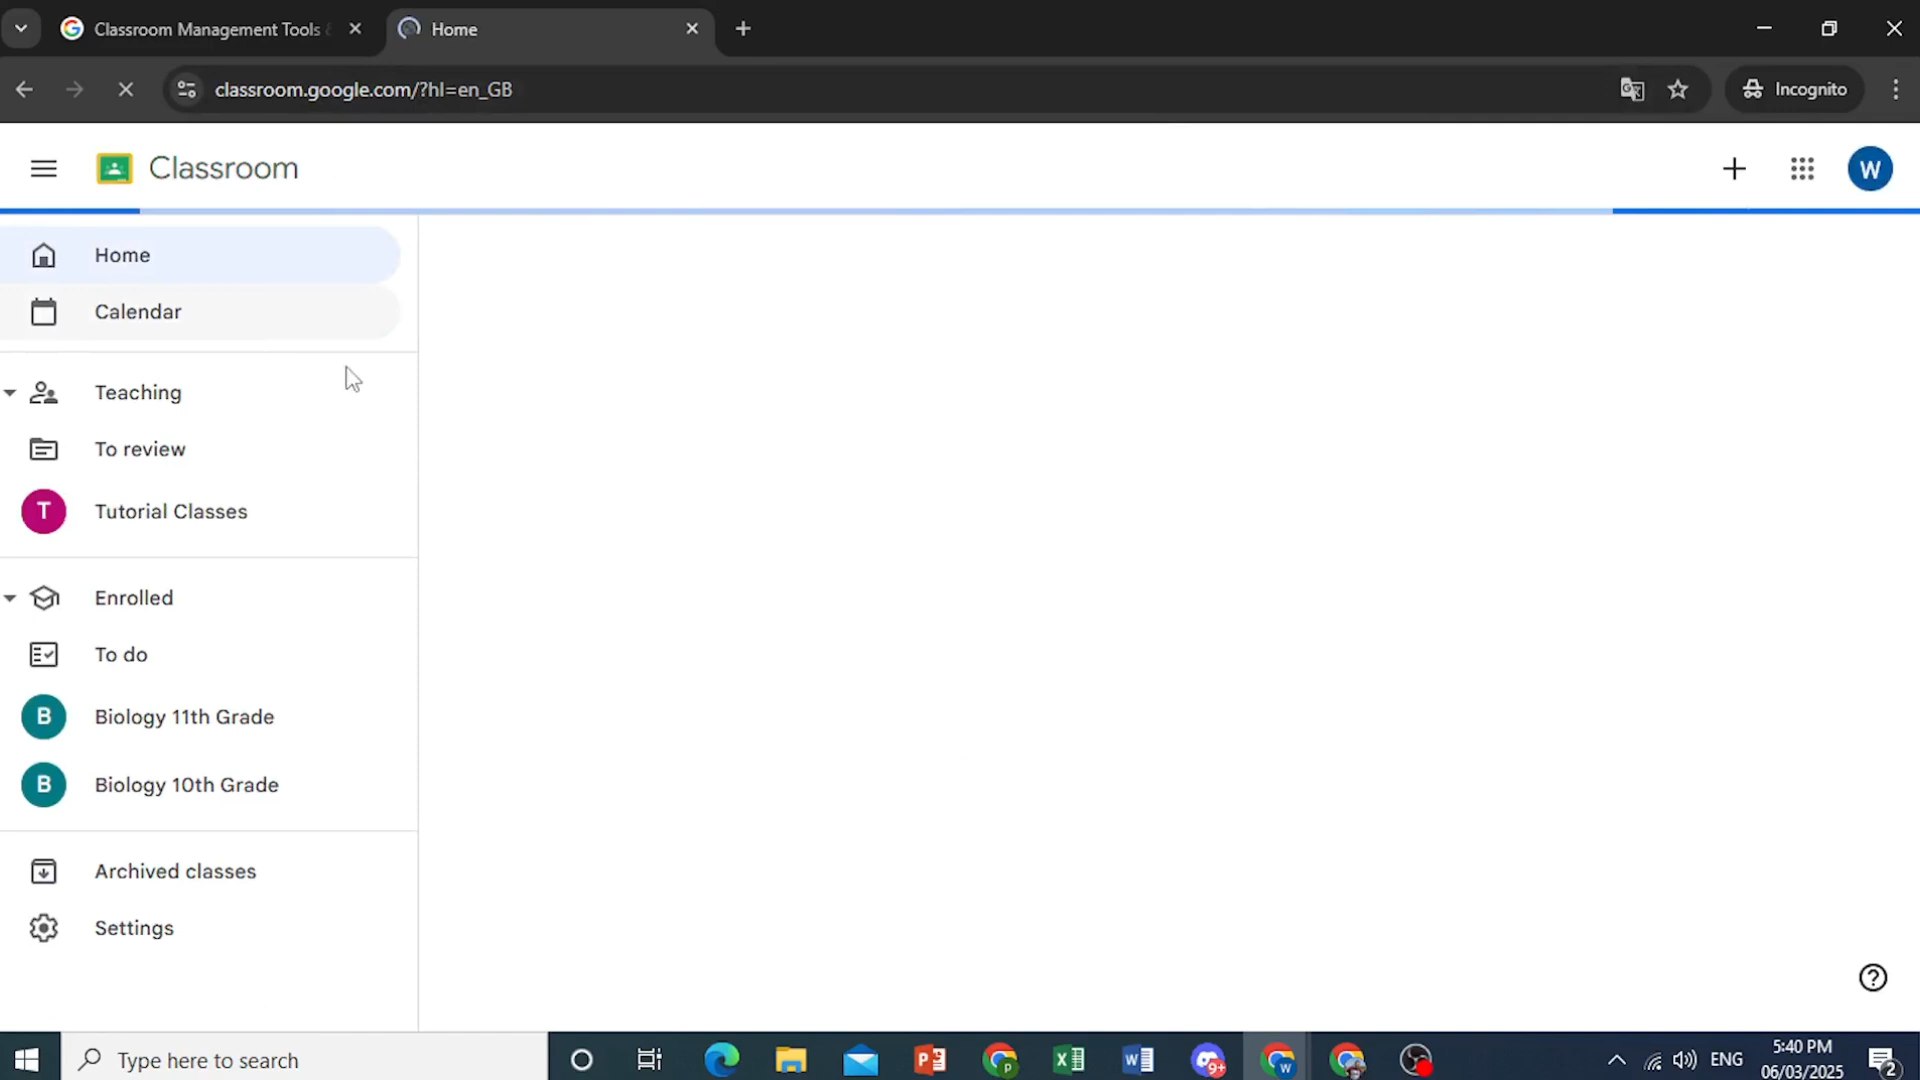 Classroom Management Tools
Home
classroom.google.com/?hl=en_GB
Incognito
Classroom
W
Home
Calendar
Teaching
To review
T
Tutorial Classes
Enrolled
To do
B
Biology 11th Grade
B
Biology 10th Grade
Archived classes
Settings
Type here to search
9+
ENG
5:40 PM
06/03/2025
2